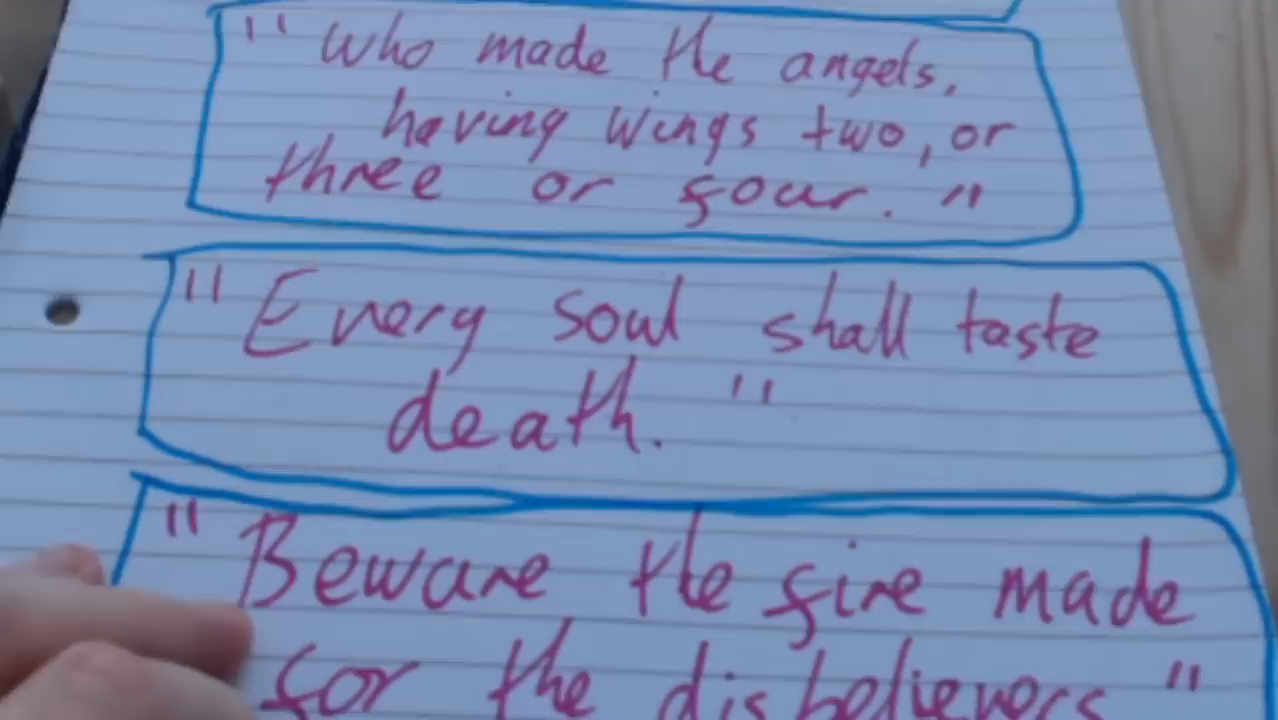 "Who made the angels,
having wings two, or
three or four."
"Every soul shall taste
death."
"Beware the fire made
for the disbelievers"